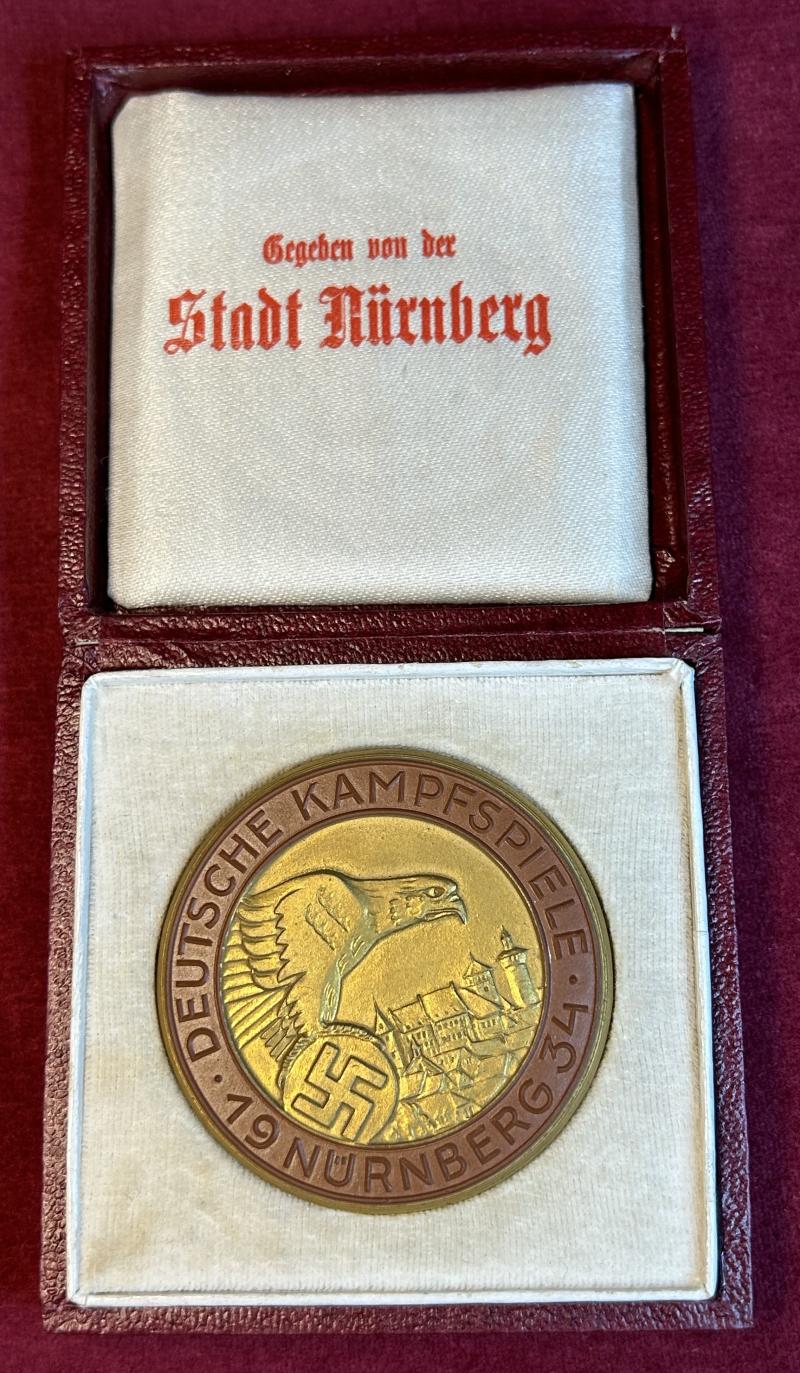 Gegeben von der
Stadt Nürnberg
DEUTSCHE KAMPFSPIELE
19 NÜRNBERG 34